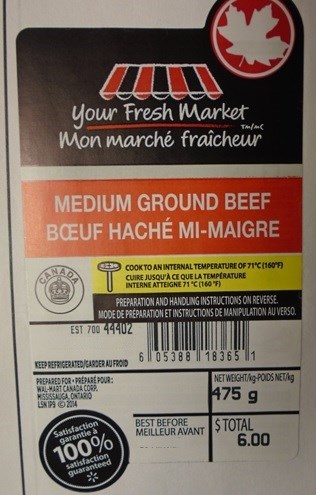 Your Fresh Market
TM/MC
Mon marché fraîcheur
MEDIUM GROUND BEEF
BŒUF HACHÉ MI-MAIGRE
CANADA
COOK TO AN INTERNAL TEMPERATURE OF 71°C (160°F)
CUIRE JUSQU'À CE QUE LA TEMPÉRATURE
INTERNE ATTEIGNE 71 °C (160 °F)
PREPARATION AND HANDLING INSTRUCTIONS ON REVERSE.
MODE DE PRÉPARATION ET INSTRUCTIONS DE MANIPULATION AU VERSO.
EST 700 44402
6 05388 18365 1
KEEP REFRIGERATED/GARDER AU FROID
PREPARED FOR • PRÉPARÉ POUR:
WAL-MART CANADA CORP.
MISSISSAUGA, ONTARIO
L5N 1P9 © 2014
NET WEIGHT/kg-POIDS NET/kg
475 g
Satisfaction
garantie à
100%
satisfaction
guaranteed
BEST BEFORE
MEILLEUR AVANT
$ TOTAL
6.00